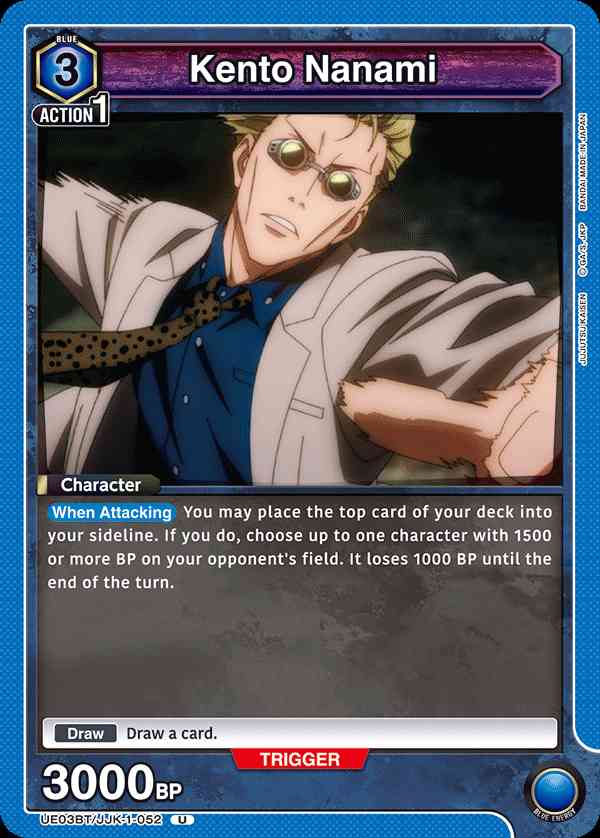 BLUE
3
Kento Nanami
ACTION 1
JUJUTSU KAISEN © GA/S, JKP BANDAI MADE IN JAPAN
Character
When Attacking You may place the top card of your deck into
your sideline. If you do, choose up to one character with 1500
or more BP on your opponent's field. It loses 1000 BP until the
end of the turn.
Draw Draw a card.
TRIGGER
3000 BP
BLUE ENERGY
UE03BT/JJK-1-052 U